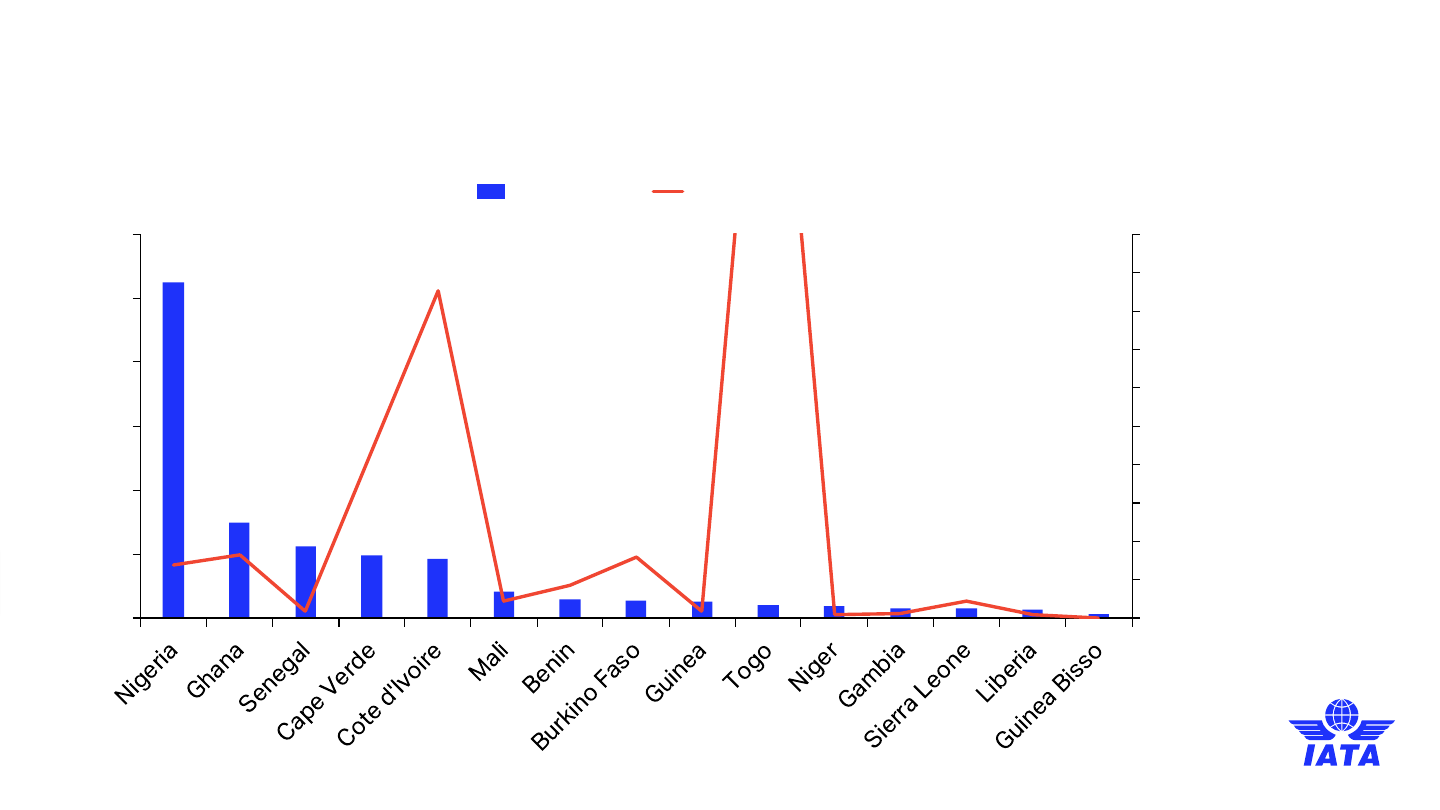 Nigeria
Ghana
Senegal
Cape Verde
Cote d'Ivoire
Mali
Benin
Burkino Faso
Guinea
Togo
Niger
Gambia
Sierra Leone
Liberia
Guinea Bisso
IATA